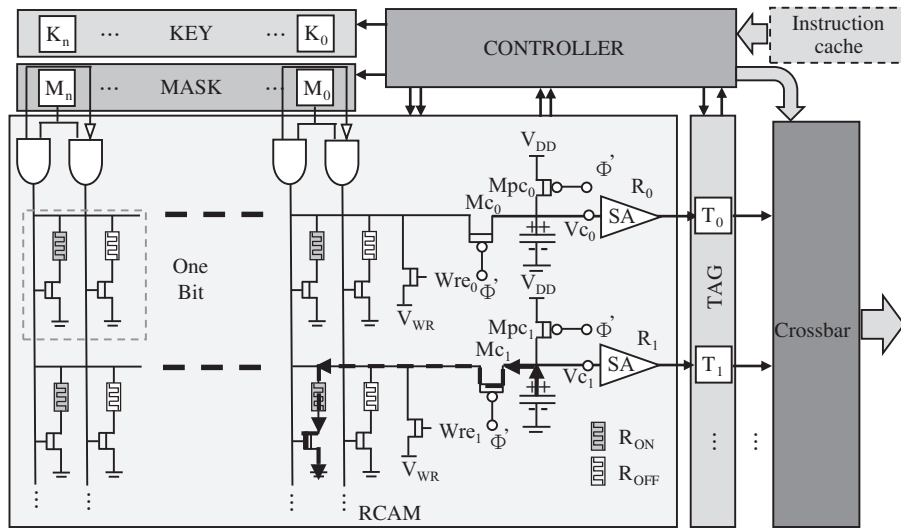 Kn ... KEY ... K0
CONTROLLER
Instruction
cache
Mn ... MASK ... M0
VDD
Φ'
Mpc0
R0
Mc0
SA
Vc0
T0
One
Bit
Wre0
Φ'
VDD
VWR
TAG
Φ'
Mpc1
R1
Crossbar
Mc1
SA
Vc1
T1
Wre1
Φ'
VWR
RON
ROFF
RCAM